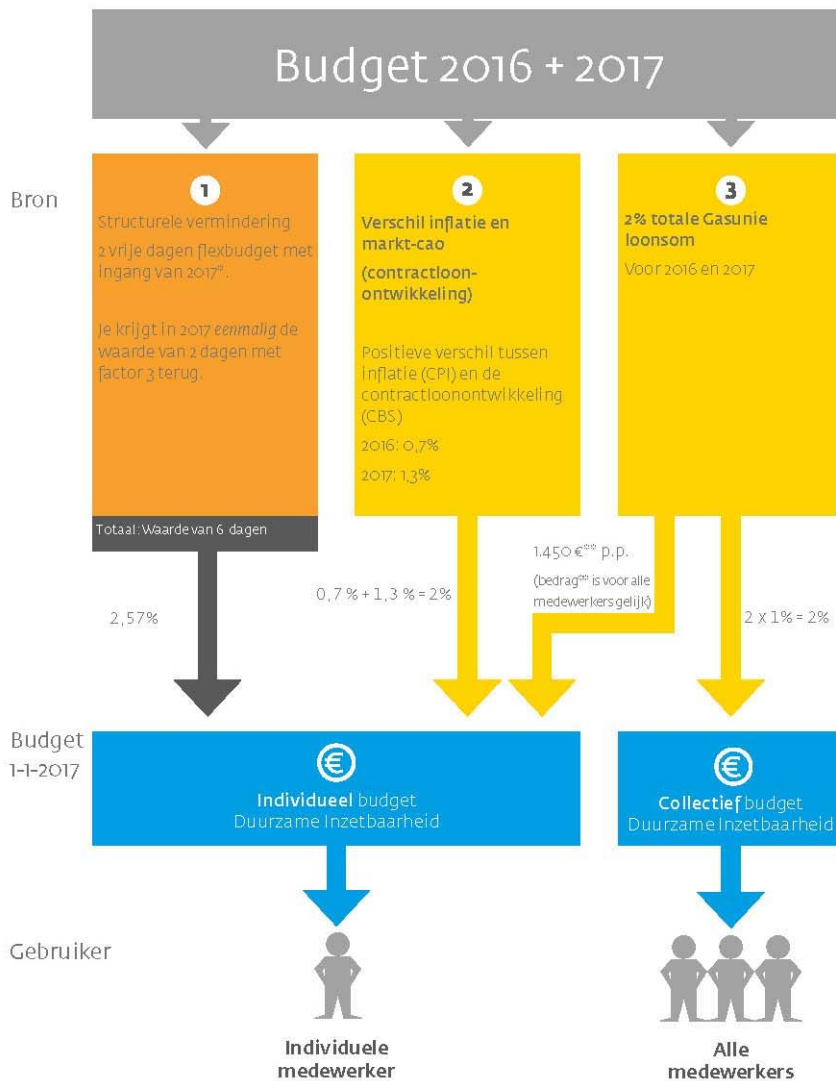 Budget 2016 + 2017
Bron
1
Structurele vermindering
2 vrije dagen flexbudget met
ingang van 2017*.
Je krijgt in 2017 eenmalig de
waarde van 2 dagen met
factor 3 terug.
Totaal: Waarde van 6 dagen
2,57%
2
Verschil inflatie en
markt-cao
(contractloon-
ontwikkeling)
Positieve verschil tussen
inflatie (CPI) en de
contractloonontwikkeling
(CBS)
2016: 0,7%
2017: 1,3%
0,7 % + 1,3 % = 2%
3
2% totale Gasunie
loonsom
Voor 2016 en 2017
1.450 €** p.p.
(bedrag** is voor alle
medewerkers gelijk)
2 x 1% = 2%
Budget
1-1-2017
€
Individueel budget
Duurzame Inzetbaarheid
€
Collectief budget
Duurzame Inzetbaarheid
Gebruiker
Individuele
medewerker
Alle
medewerkers